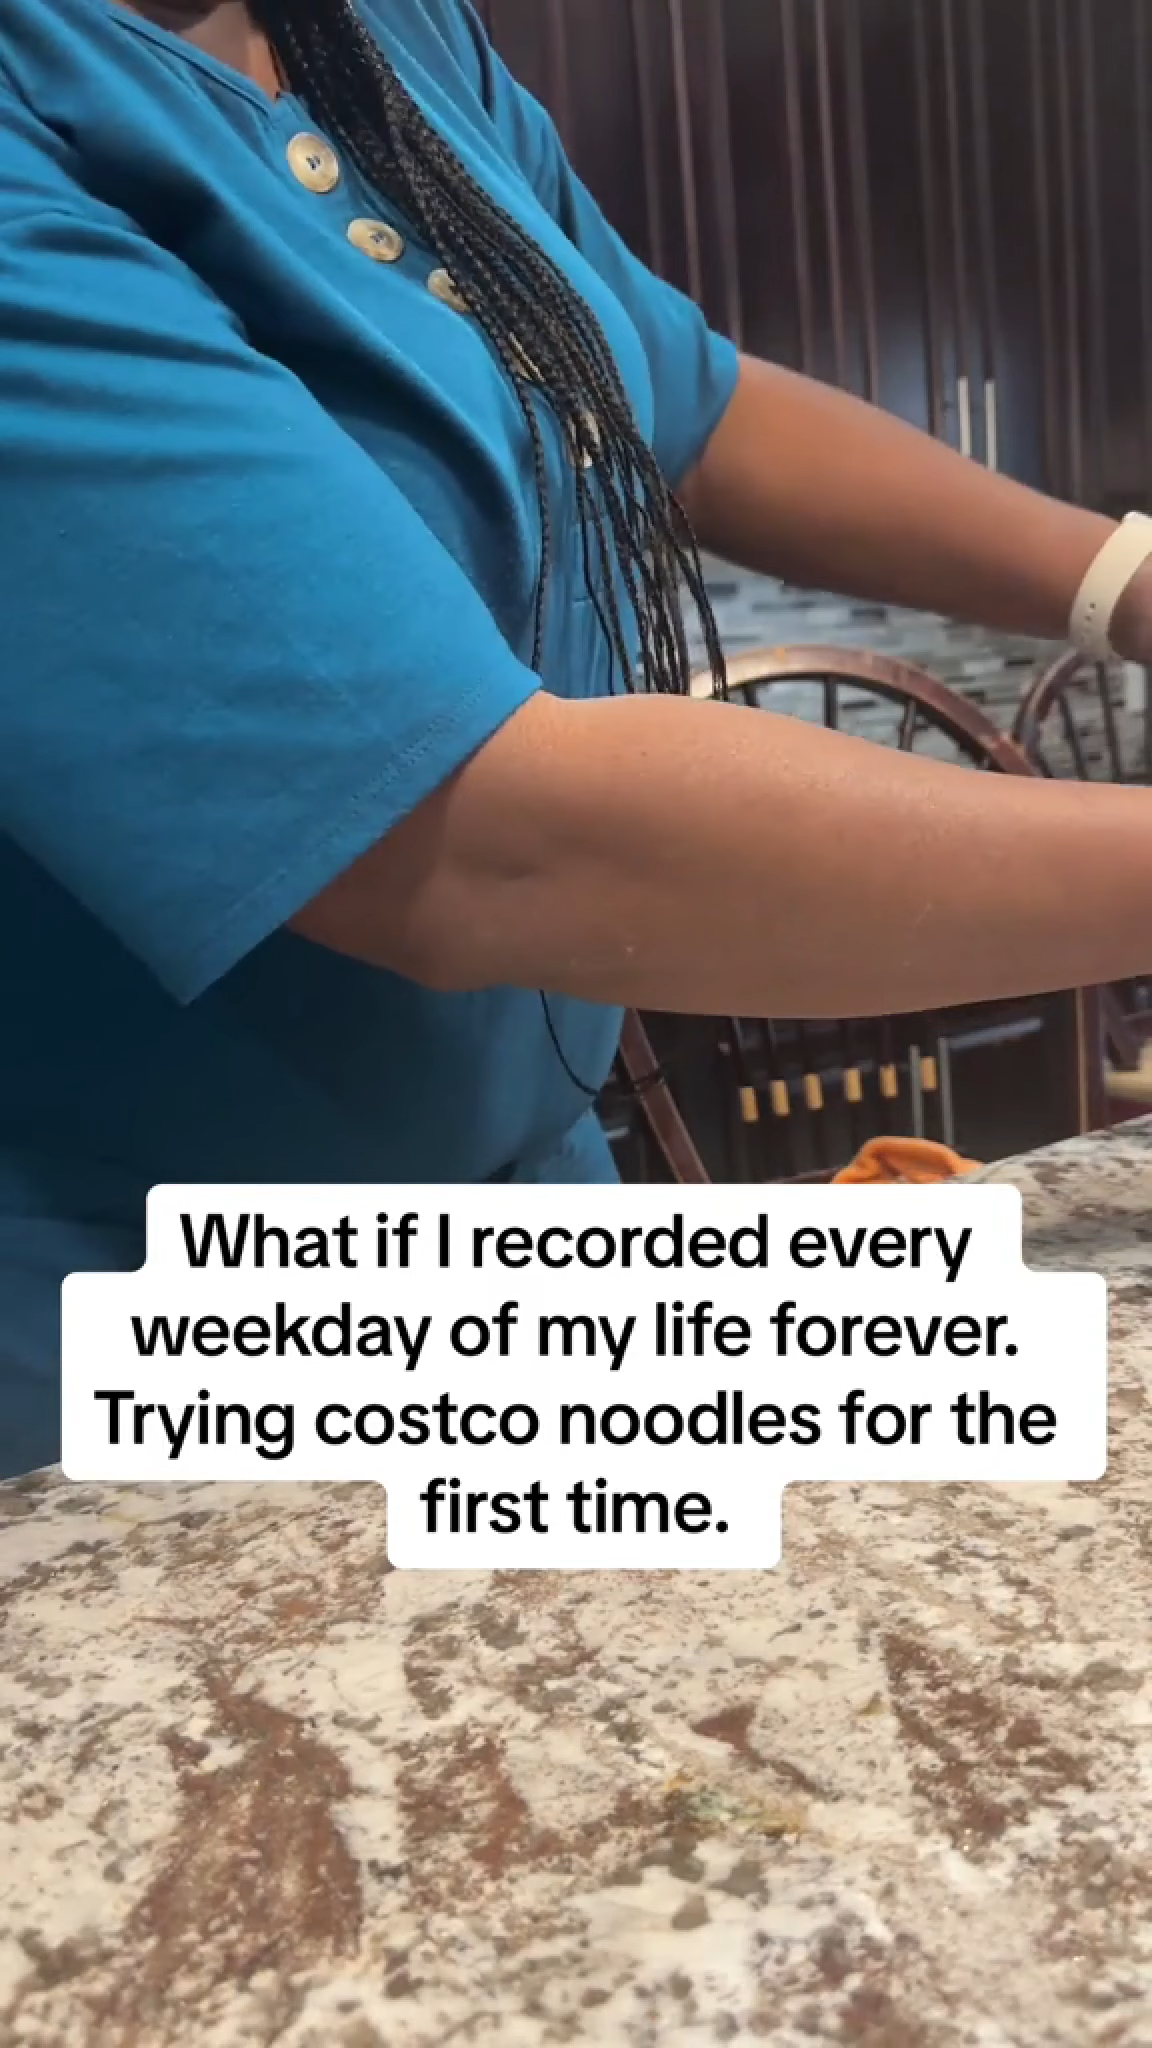 What if I recorded every
weekday of my life forever.
Trying costco noodles for the
first time.